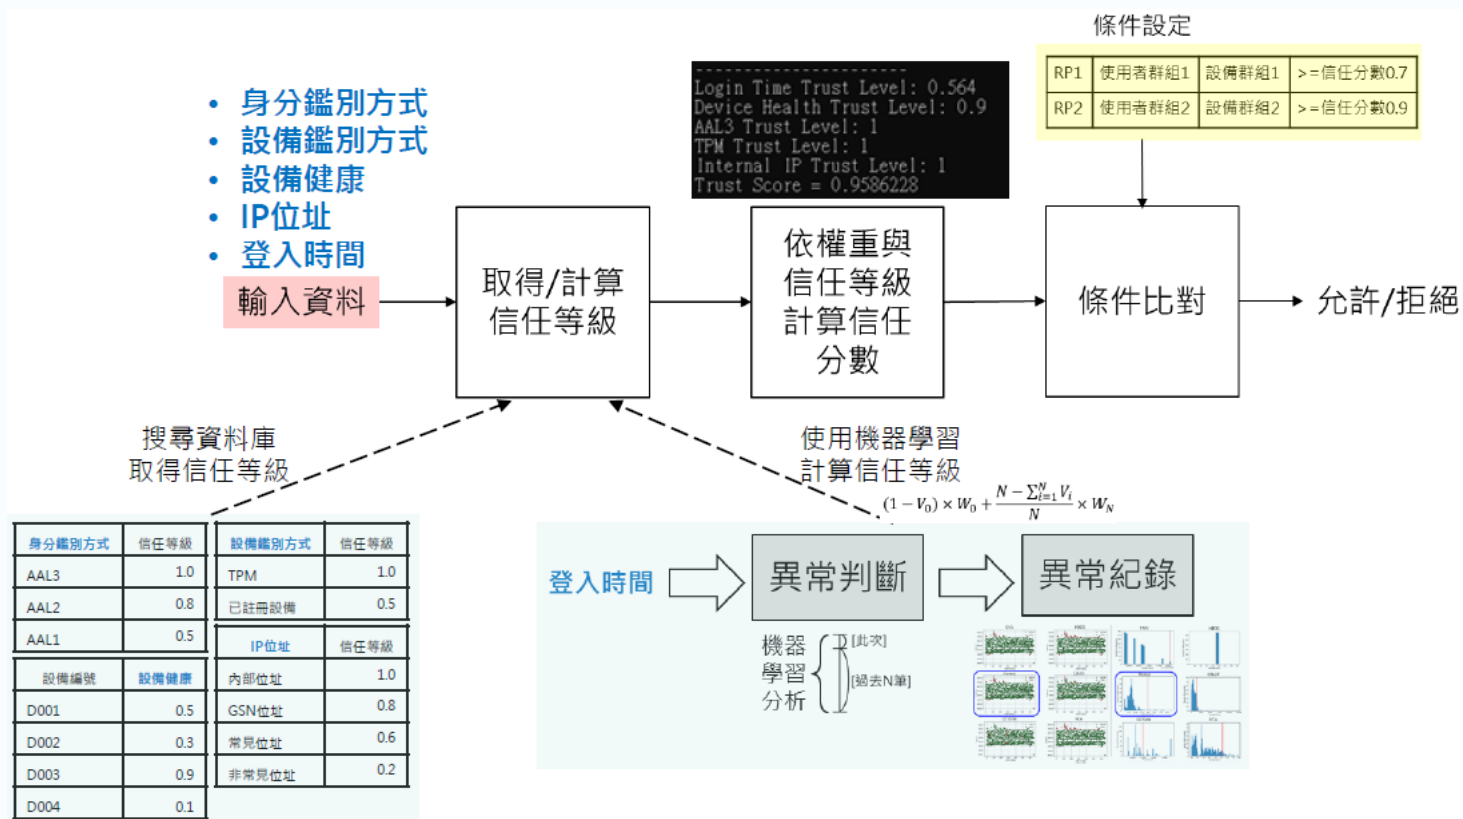 條件設定
RP1 使用者群組1 設備群組1 >=信任分數0.7
RP2 使用者群組2 設備群組2 >=信任分數0.9
---------------------
Login Time Trust Level: 0.564
Device Health Trust Level: 0.9
AAL3 Trust Level: 1
TPM Trust Level: 1
Internal IP Trust Level: 1
Trust Score = 0.9586228
• 身分鑑別方式
• 設備鑑別方式
• 設備健康
• IP位址
• 登入時間
輸入資料
取得/計算
信任等級
依權重與
信任等級
計算信任
分數
條件比對
允許/拒絕
搜尋資料庫
取得信任等級
使用機器學習
計算信任等級
(1 − V₀) × W₀ + (N − ∑ᵢ₌₁ᴺ Vᵢ)/N × W_N
身分鑑別方式 信任等級
AAL3 1.0
AAL2 0.8
AAL1 0.5
設備編號 設備健康
D001 0.5
D002 0.3
D003 0.9
D004 0.1
設備鑑別方式 信任等級
TPM 1.0
已註冊設備 0.5
IP位址 信任等級
內部位址 1.0
GSN位址 0.8
常見位址 0.6
非常見位址 0.2
登入時間
異常判斷
異常紀錄
機器
學習
分析
[此次]
[過去N筆]